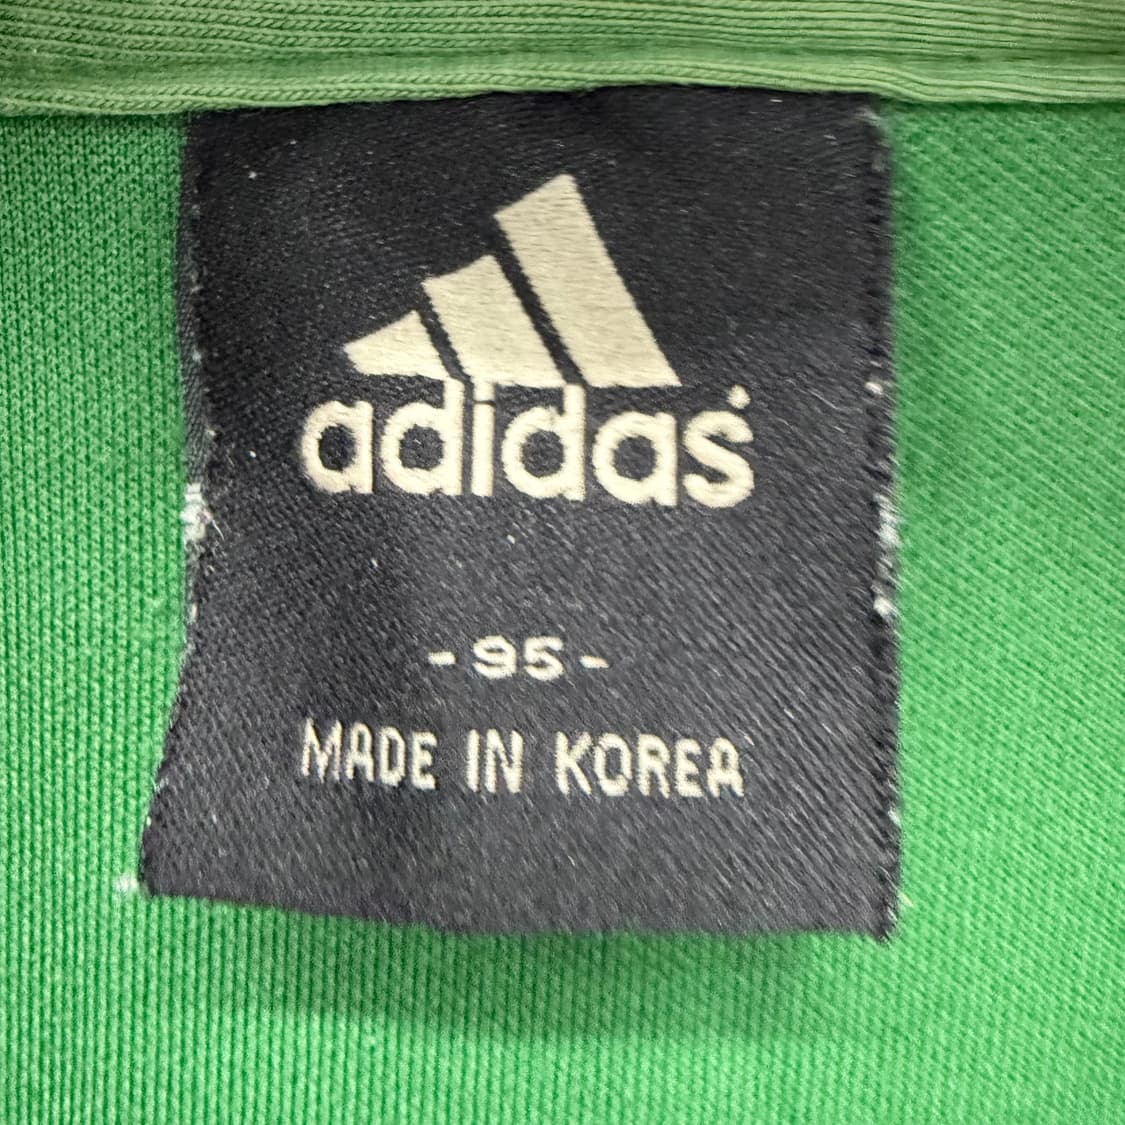 adidas
-95-
MADE IN KOREA